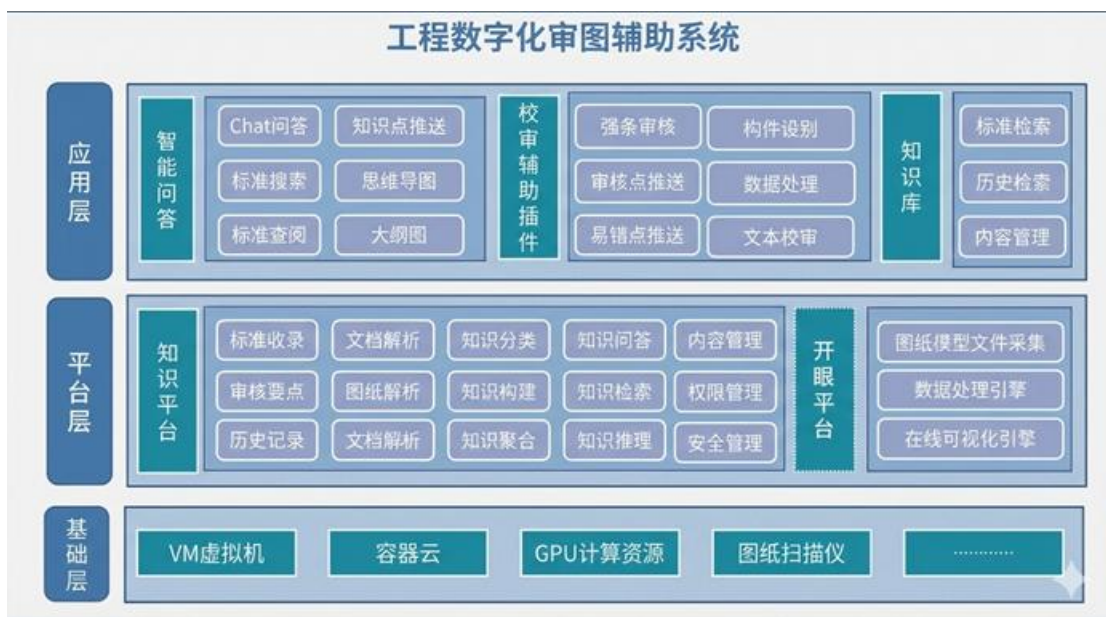 工程数字化审图辅助系统
应用层
智能问答
Chat问答
知识点推送
标准搜索
思维导图
标准查阅
大纲图
校审辅助插件
强条审核
构件设别
审核点推送
数据处理
易错点推送
文本校审
知识库
标准检索
历史检索
内容管理
平台层
知识平台
标准收录
文档解析
知识分类
知识问答
内容管理
审核要点
图纸解析
知识构建
知识检索
权限管理
历史记录
文档解析
知识聚合
知识推理
安全管理
开眼平台
图纸模型文件采集
数据处理引擎
在线可视化引擎
基础层
VM虚拟机
容器云
GPU计算资源
图纸扫描仪
............